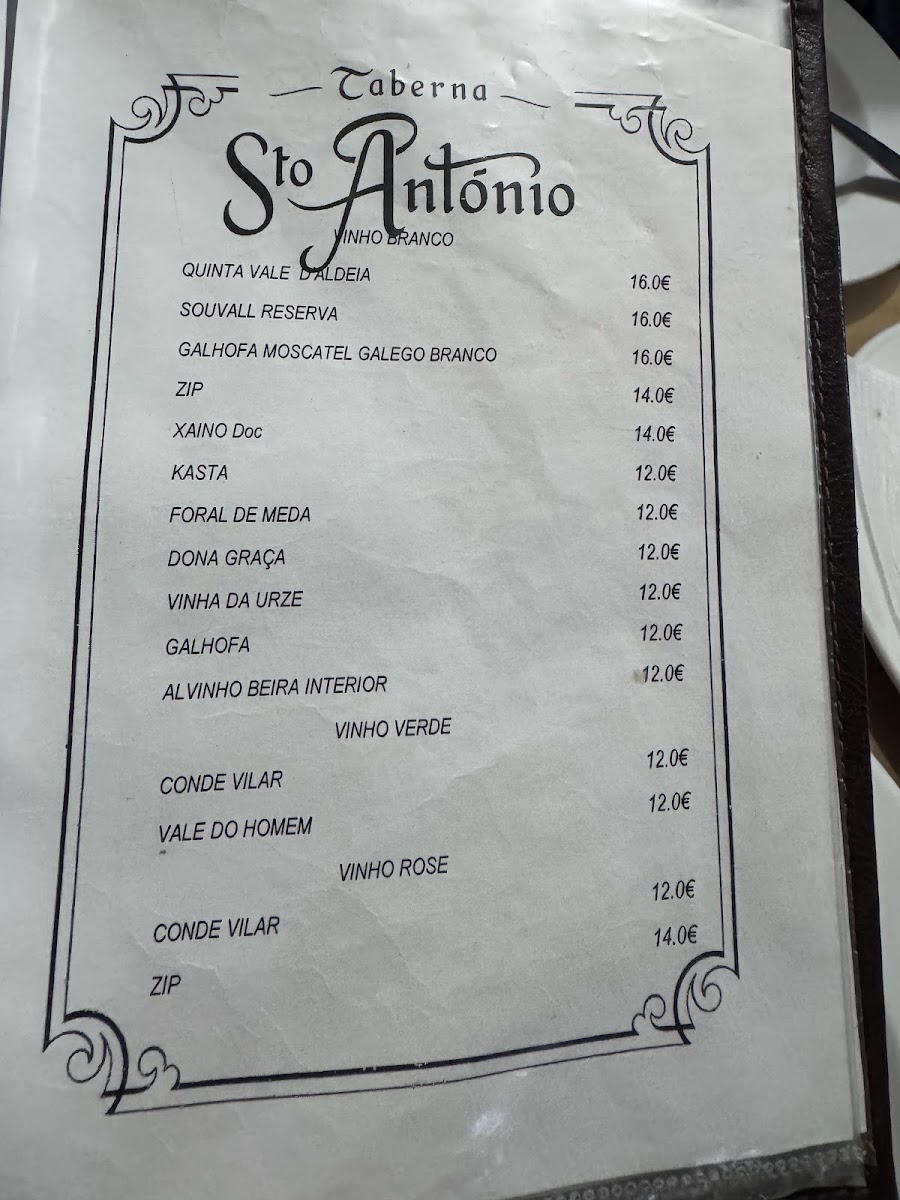 Taberna
Sto António
VINHO BRANCO
QUINTA VALE D'ALDEIA 16.0€
SOUVALL RESERVA 16.0€
GALHOFA MOSCATEL GALEGO BRANCO 16.0€
ZIP 14.0€
XAINO Doc 14.0€
KASTA 12.0€
FORAL DE MEDA 12.0€
DONA GRAÇA 12.0€
VINHA DA URZE 12.0€
GALHOFA 12.0€
ALVINHO BEIRA INTERIOR 12.0€
VINHO VERDE
CONDE VILAR 12.0€
VALE DO HOMEM 12.0€
VINHO ROSE
CONDE VILAR 12.0€
ZIP 14.0€